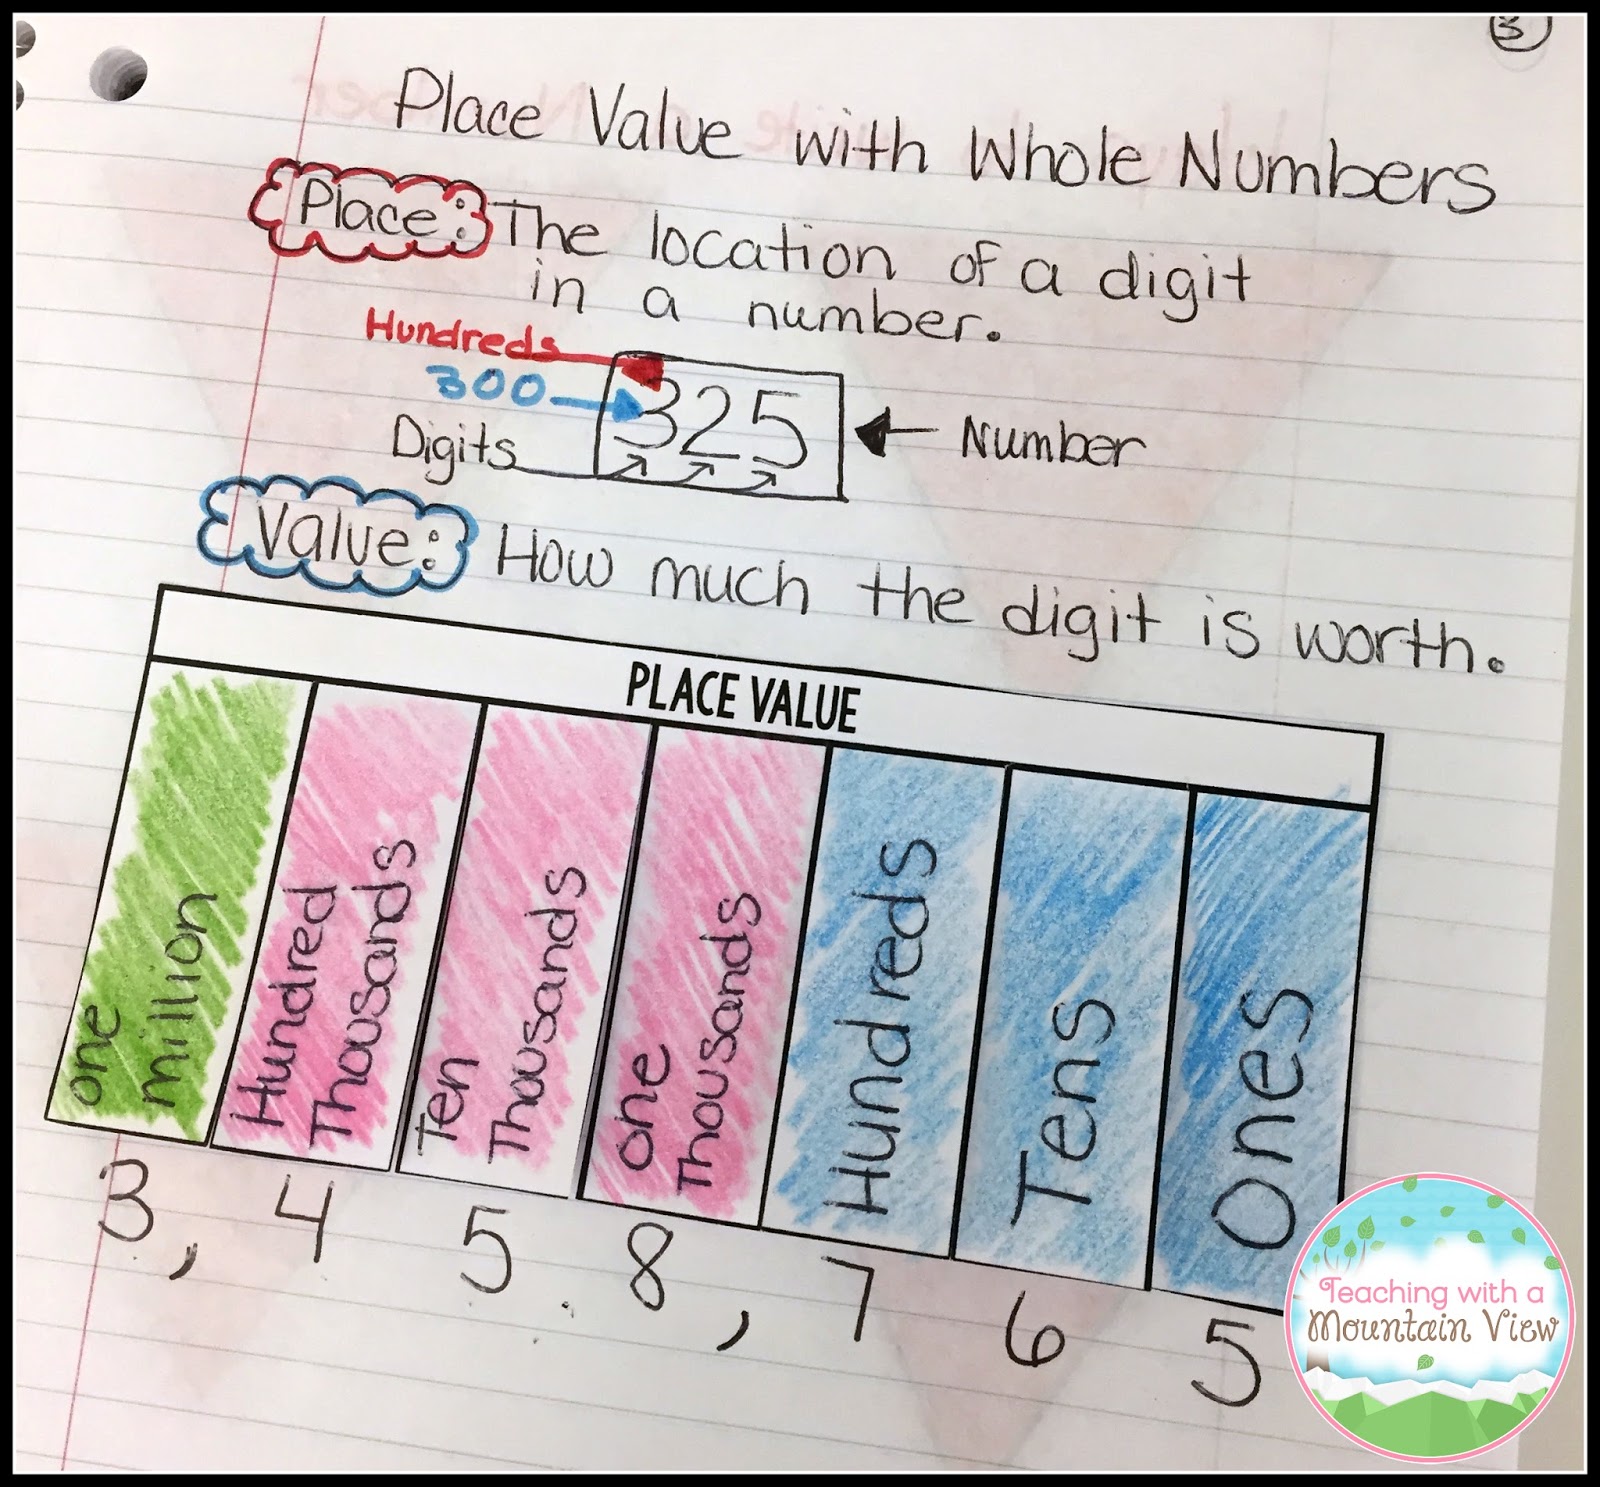 3
Place Value with Whole Numbers
Place: The location of a digit
in a number.
Hundreds
300
325
Digits
Number
Value: How much the digit is worth.
PLACE VALUE
one
million
Hundred
Thousands
Ten
Thousands
one
Thousands
Hundreds
Tens
Ones
3, 4 5 . 8, 7 6 5
Teaching with a
Mountain View